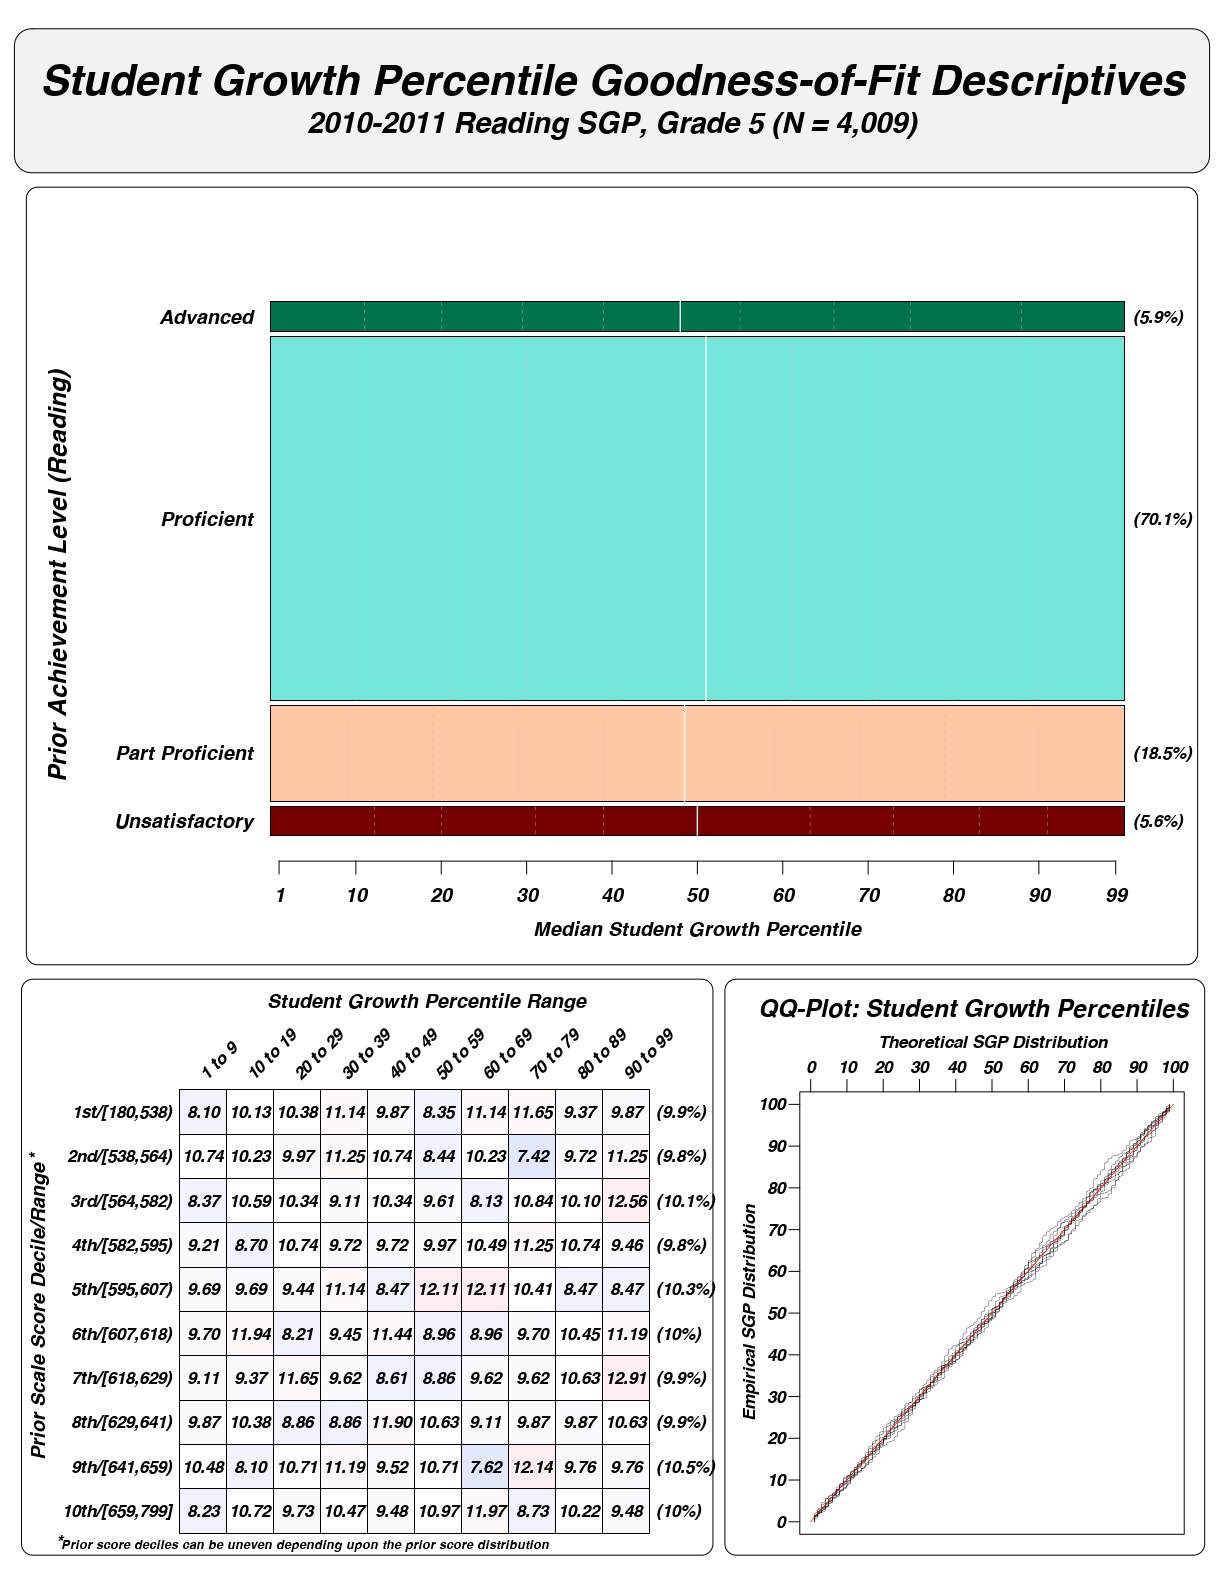 Student Growth Percentile Goodness-of-Fit Descriptives
2010-2011 Reading SGP, Grade 5 (N = 4,009)
Prior Achievement Level (Reading)
Advanced (5.9%)
Proficient (70.1%)
Part Proficient (18.5%)
Unsatisfactory (5.6%)
1 10 20 30 40 50 60 70 80 90 99
Median Student Growth Percentile
Student Growth Percentile Range
1 to 9 10 to 19 20 to 29 30 to 39 40 to 49 50 to 59 60 to 69 70 to 79 80 to 89 90 to 99
Prior Scale Score Decile/Range*
1st/[180,538) 8.10 10.13 10.38 11.14 9.87 8.35 11.14 11.65 9.37 9.87 (9.9%)
2nd/[538,564) 10.74 10.23 9.97 11.25 10.74 8.44 10.23 7.42 9.72 11.25 (9.8%)
3rd/[564,582) 8.37 10.59 10.34 9.11 10.34 9.61 8.13 10.84 10.10 12.56 (10.1%)
4th/[582,595) 9.21 8.70 10.74 9.72 9.72 9.97 10.49 11.25 10.74 9.46 (9.8%)
5th/[595,607) 9.69 9.69 9.44 11.14 8.47 12.11 12.11 10.41 8.47 8.47 (10.3%)
6th/[607,618) 9.70 11.94 8.21 9.45 11.44 8.96 8.96 9.70 10.45 11.19 (10%)
7th/[618,629) 9.11 9.37 11.65 9.62 8.61 8.86 9.62 9.62 10.63 12.91 (9.9%)
8th/[629,641) 9.87 10.38 8.86 8.86 11.90 10.63 9.11 9.87 9.87 10.63 (9.9%)
9th/[641,659) 10.48 8.10 10.71 11.19 9.52 10.71 7.62 12.14 9.76 9.76 (10.5%)
10th/[659,799] 8.23 10.72 9.73 10.47 9.48 10.97 11.97 8.73 10.22 9.48 (10%)
*Prior score deciles can be uneven depending upon the prior score distribution
QQ-Plot: Student Growth Percentiles
Theoretical SGP Distribution
0 10 20 30 40 50 60 70 80 90 100
Empirical SGP Distribution
100
90
80
70
60
50
40
30
20
10
0